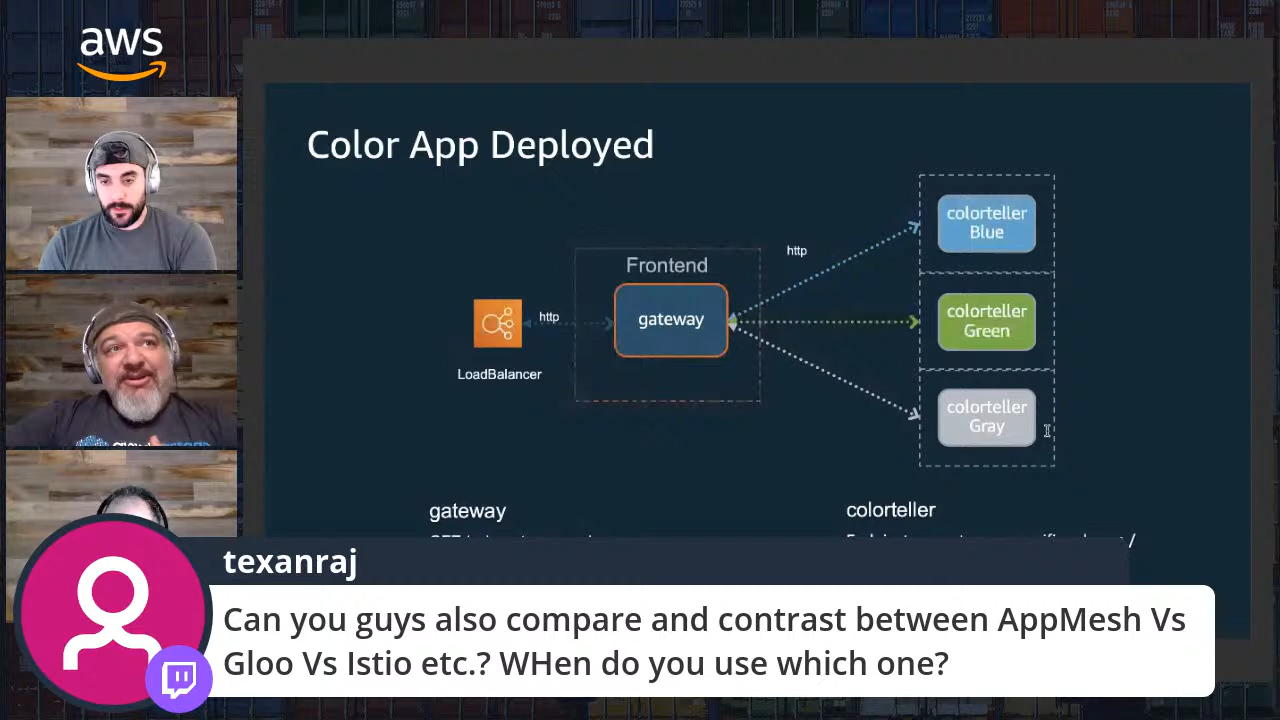 aws
Color App Deployed
LoadBalancer
http
Frontend
gateway
http
colorteller
Blue
colorteller
Green
colorteller
Gray
gateway
colorteller
texanraj
Can you guys also compare and contrast between AppMesh Vs
Gloo Vs Istio etc.? WHen do you use which one?